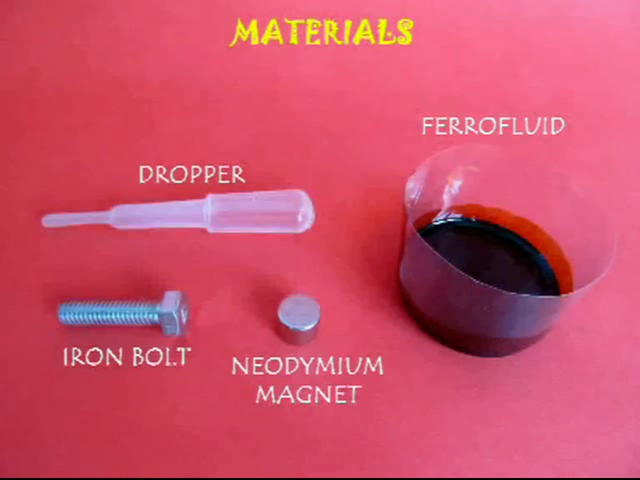 MATERIALS
FERROFLUID
DROPPER
IRON BOLT
NEODYMIUM
MAGNET